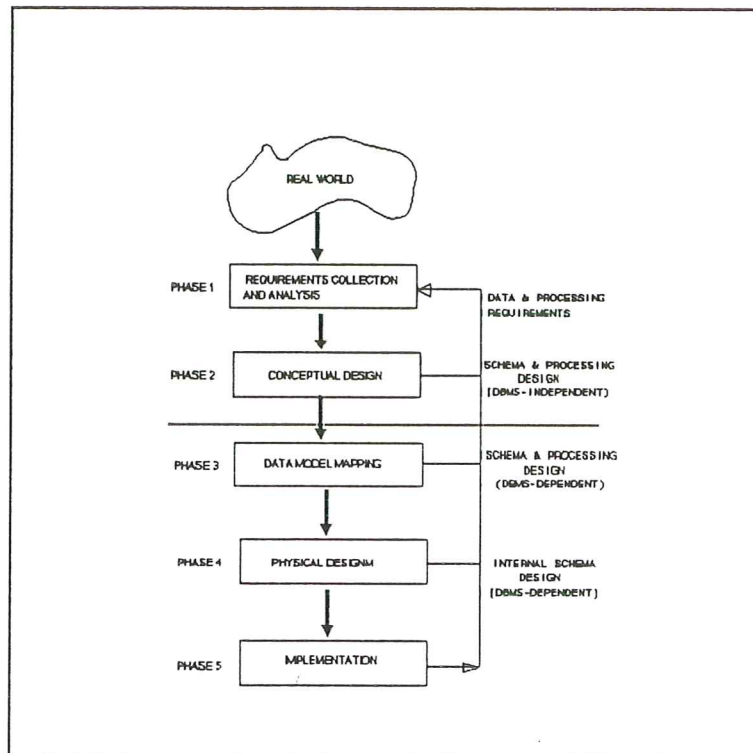 REAL WORLD
PHASE 1
REQUIREMENTS COLLECTION
AND ANALYSIS
DATA & PROCESSING
REQUIREMENTS
PHASE 2
CONCEPTUAL DESIGN
SCHEMA & PROCESSING
DESIGN
(DBMS-INDEPENDENT)
PHASE 3
DATA MODEL MAPPING
SCHEMA & PROCESSING
DESIGN
(DBMS-DEPENDENT)
PHASE 4
PHYSICAL DESIGNM
INTERNAL SCHEMA
DESIGN
(DBMS-DEPENDENT)
PHASE 5
IMPLEMENTATION